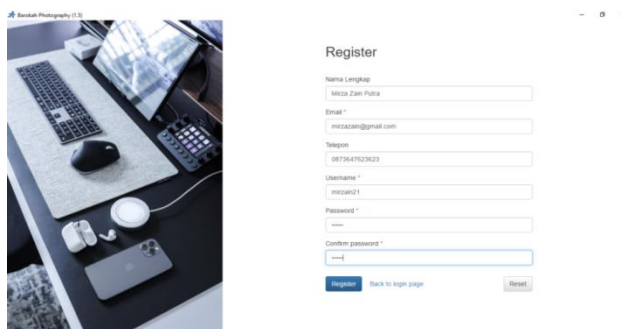 Barokah Photography (1.3)
Register
Nama Lengkap
Mirza Zain Putra
Email *
mirzazain@gmail.com
Telepon
0873647623623
Username *
mirzain21
Password *
Confirm password *
Register Back to login page Reset